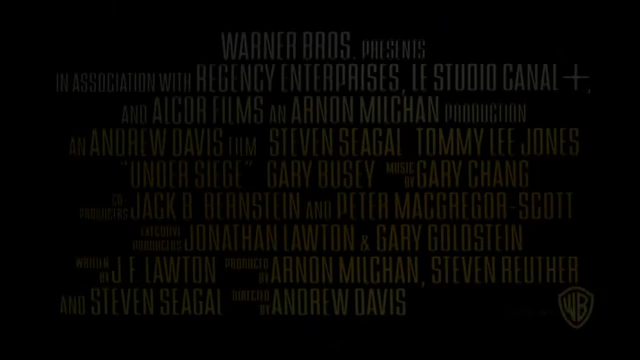 WARNER BROS. PRESENTS
IN ASSOCIATION WITH REGENCY ENTERPRISES, LE STUDIO CANAL+,
AND ALCOR FILMS AN ARNON MILCHAN PRODUCTION
AN ANDREW DAVIS FILM STEVEN SEAGAL TOMMY LEE JONES
"UNDER SIEGE" GARY BUSEY MUSIC BY GARY CHANG
CO-PRODUCERS JACK B. BERNSTEIN AND PETER MACGREGOR-SCOTT
EXECUTIVE PRODUCERS JONATHAN LAWTON & GARY GOLDSTEIN
WRITTEN BY J F LAWTON PRODUCED BY ARNON MILCHAN, STEVEN REUTHER
AND STEVEN SEAGAL DIRECTED BY ANDREW DAVIS
WB